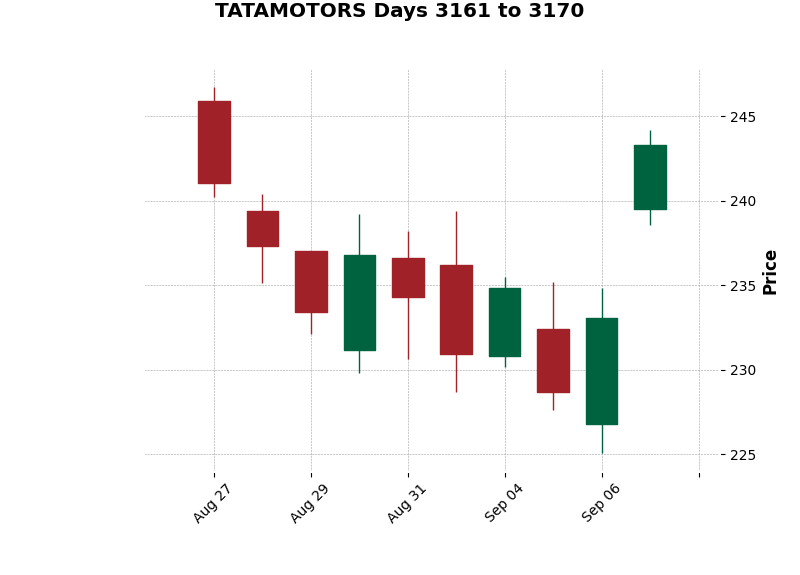 TATAMOTORS Days 3161 to 3170
245
240
235
230
225
Price
Aug 27
Aug 29
Aug 31
Sep 04
Sep 06